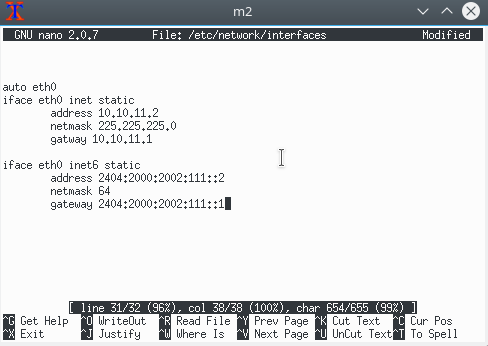 m2
GNU nano 2.0.7 File: /etc/network/interfaces Modified
auto eth0
iface eth0 inet static
address 10.10.11.2
netmask 225.225.225.0
gatway 10.10.11.1
iface eth0 inet6 static
address 2404:2000:2002:111::2
netmask 64
gateway 2404:2000:2002:111::1
[ line 31/32 (96%), col 38/38 (100%), char 654/655 (99%) ]
^G Get Help ^O WriteOut ^R Read File ^Y Prev Page ^K Cut Text ^C Cur Pos
^X Exit ^J Justify ^W Where Is ^V Next Page ^U UnCut Text ^T To Spell